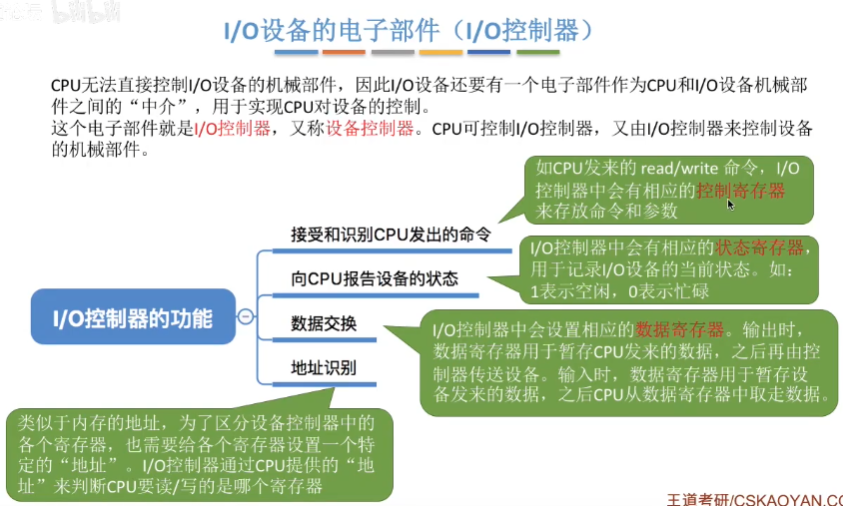 bilibili
I/O设备的电子部件（I/O控制器）
CPU无法直接控制I/O设备的机械部件，因此I/O设备还要有一个电子部件作为CPU和I/O设备机械部
件之间的“中介”，用于实现CPU对设备的控制。
这个电子部件就是I/O控制器，又称设备控制器。CPU可控制I/O控制器，又由I/O控制器来控制设备
的机械部件。
如CPU发来的 read/write 命令，I/O
控制器中会有相应的控制寄存器
来存放命令和参数
接受和识别CPU发出的命令
I/O控制器中会有相应的状态寄存器，
用于记录I/O设备的当前状态。如：
1表示空闲，0表示忙碌
向CPU报告设备的状态
I/O控制器的功能
数据交换
I/O控制器中会设置相应的数据寄存器。输出时，
数据寄存器用于暂存CPU发来的数据，之后再由控
制器传送设备。输入时，数据寄存器用于暂存设
备发来的数据，之后CPU从数据寄存器中取走数据。
地址识别
类似于内存的地址，为了区分设备控制器中的
各个寄存器，也需要给各个寄存器设置一个特
定的“地址”。I/O控制器通过CPU提供的“地
址”来判断CPU要读/写的是哪个寄存器
王道考研/CSKAOYAN.CO